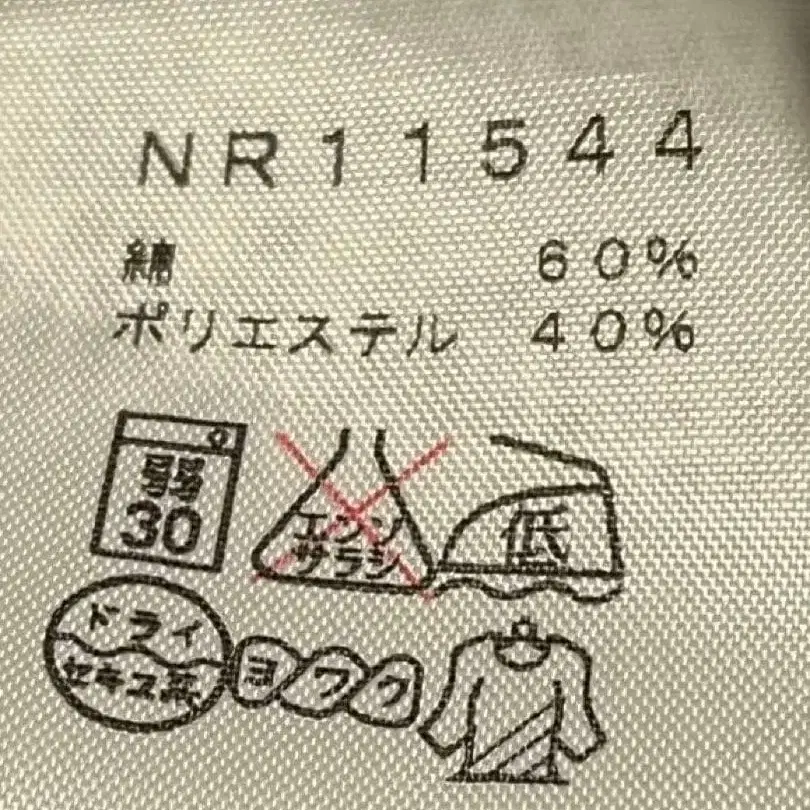 NR11544
綿 60%
ポリエステル 40%
弱
30
エンソ
サラシ
低
ドライ
セキユ系
ヨワク